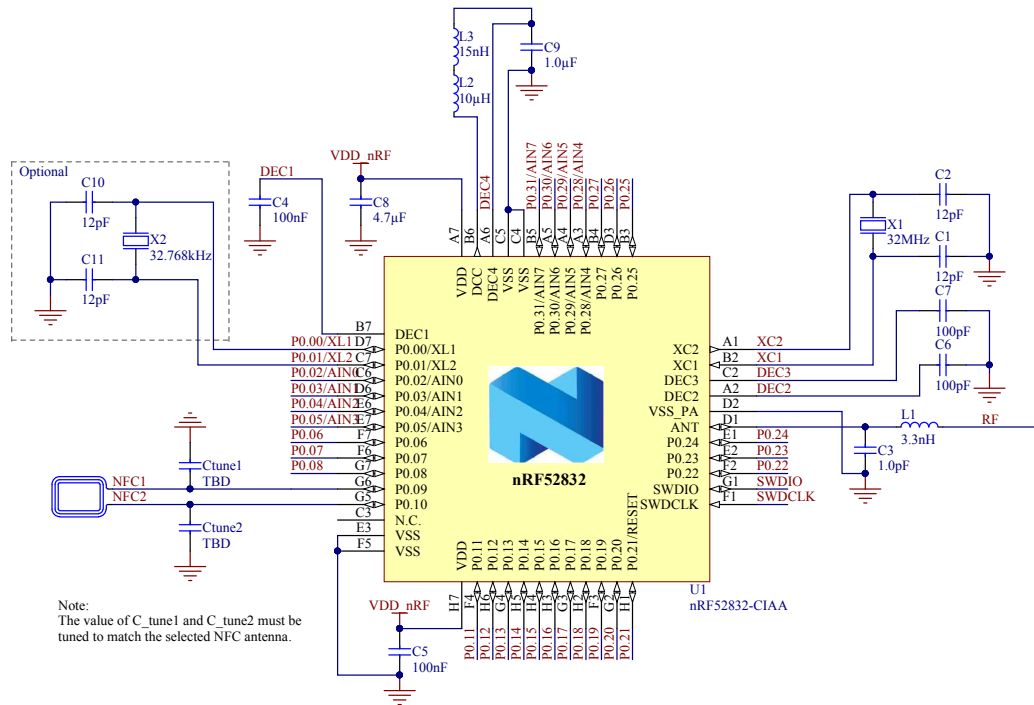 L3
15nH
L2
10µH
C9
1.0µF
Optional
C10
12pF
X2
32.768kHz
C11
12pF
DEC1
C4
100nF
VDD_nRF
C8
4.7µF
DEC4
P0.31/AIN7
P0.30/AIN6
P0.29/AIN5
P0.28/AIN4
P0.27
P0.26
P0.25
A7
B6
A6
C5
C4
B5
A5
A4
A3
B4
D3
B3
VDD
DCC
DEC4
VSS
VSS
P0.31/AIN7
P0.30/AIN6
P0.29/AIN5
P0.28/AIN4
P0.27
P0.26
P0.25
C2
12pF
X1
32MHz
C1
12pF
C7
100pF
C6
100pF
B7
DEC1
P0.00/XL1
D7
P0.00/XL1
P0.01/XL2
C7
P0.01/XL2
P0.02/AIN0
C6
P0.02/AIN0
P0.03/AIN1
D6
P0.03/AIN1
P0.04/AIN2
E6
P0.04/AIN2
P0.05/AIN3
E7
P0.05/AIN3
P0.06
F7
P0.06
P0.07
F6
P0.07
P0.08
G7
P0.08
NFC1
G6
P0.09
NFC2
G5
P0.10
C3
N.C.
E3
VSS
F5
VSS
Ctune1
TBD
Ctune2
TBD
nRF52832
XC2
A1
XC2
XC1
B2
XC1
DEC3
C2
DEC3
DEC2
A2
DEC2
VSS_PA
D2
ANT
D1
P0.24
E1
P0.24
P0.23
E2
P0.23
P0.22
F2
P0.22
SWDIO
G1
SWDIO
SWDCLK
F1
SWDCLK
L1
3.3nH
RF
C3
1.0pF
VDD
P0.11
P0.12
P0.13
P0.14
P0.15
P0.16
P0.17
P0.18
P0.19
P0.20
P0.21/RESET
H7
F4
H6
G4
H5
H4
H3
G3
H2
F3
G2
H1
P0.11
P0.12
P0.13
P0.14
P0.15
P0.16
P0.17
P0.18
P0.19
P0.20
P0.21
U1
nRF52832-CIAA
VDD_nRF
C5
100nF
Note:
The value of C_tune1 and C_tune2 must be
tuned to match the selected NFC antenna.